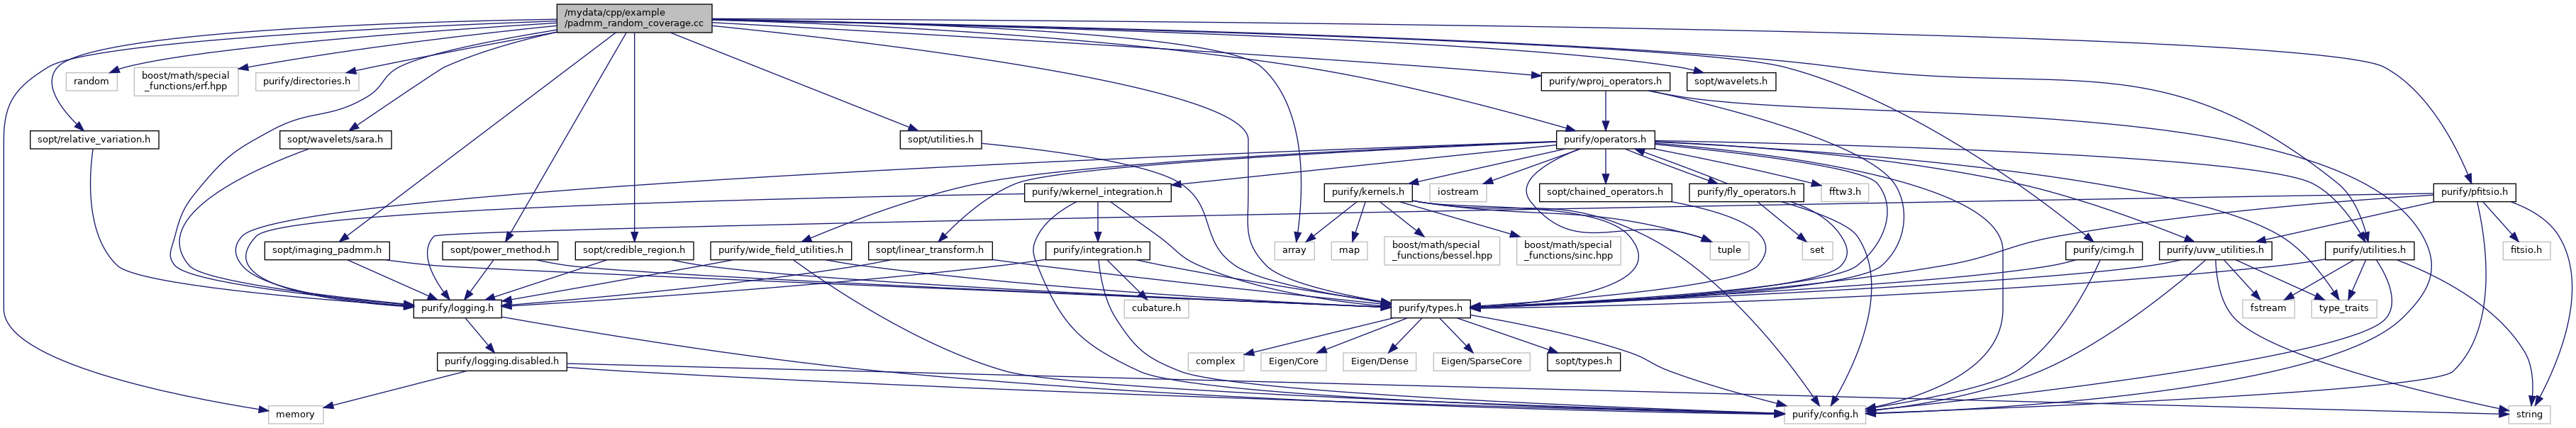 /mydata/cpp/example
/padmm_random_coverage.cc
random
boost/math/special
_functions/erf.hpp
purify/directories.h
purify/wproj_operators.h
sopt/wavelets.h
sopt/relative_variation.h
sopt/wavelets/sara.h
sopt/utilities.h
purify/operators.h
purify/wkernel_integration.h
purify/kernels.h
iostream
sopt/chained_operators.h
purify/fly_operators.h
fftw3.h
purify/pfitsio.h
sopt/imaging_padmm.h
sopt/power_method.h
sopt/credible_region.h
purify/wide_field_utilities.h
sopt/linear_transform.h
purify/integration.h
array
map
boost/math/special
_functions/bessel.hpp
boost/math/special
_functions/sinc.hpp
tuple
set
purify/cimg.h
purify/uvw_utilities.h
purify/utilities.h
fitsio.h
purify/logging.h
cubature.h
purify/types.h
fstream
type_traits
purify/logging.disabled.h
complex
Eigen/Core
Eigen/Dense
Eigen/SparseCore
sopt/types.h
memory
purify/config.h
string